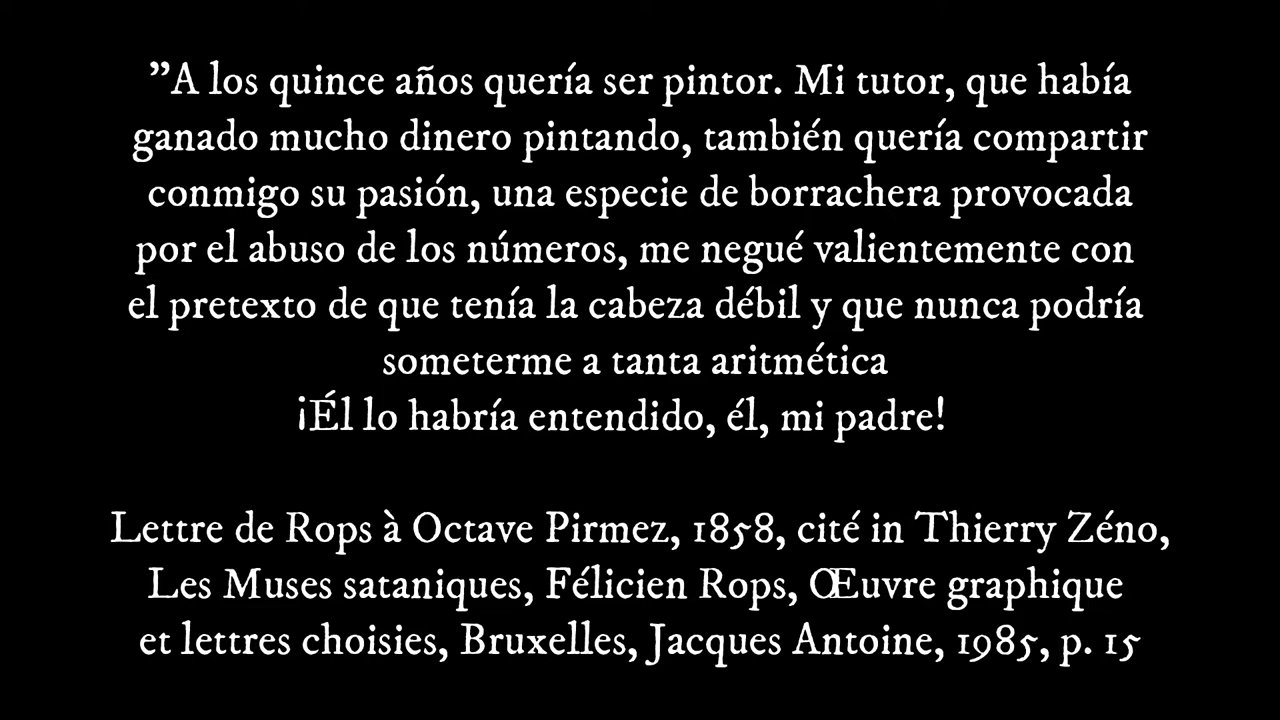 ”A los quince años quería ser pintor. Mi tutor, que había
ganado mucho dinero pintando, también quería compartir
conmigo su pasión, una especie de borrachera provocada
por el abuso de los números, me negué valientemente con
el pretexto de que tenía la cabeza débil y que nunca podría
someterme a tanta aritmética
¡Él lo habría entendido, él, mi padre!
Lettre de Rops à Octave Pirmez, 1858, cité in Thierry Zéno,
Les Muses sataniques, Félicien Rops, Œuvre graphique
et lettres choisies, Bruxelles, Jacques Antoine, 1985, p. 15